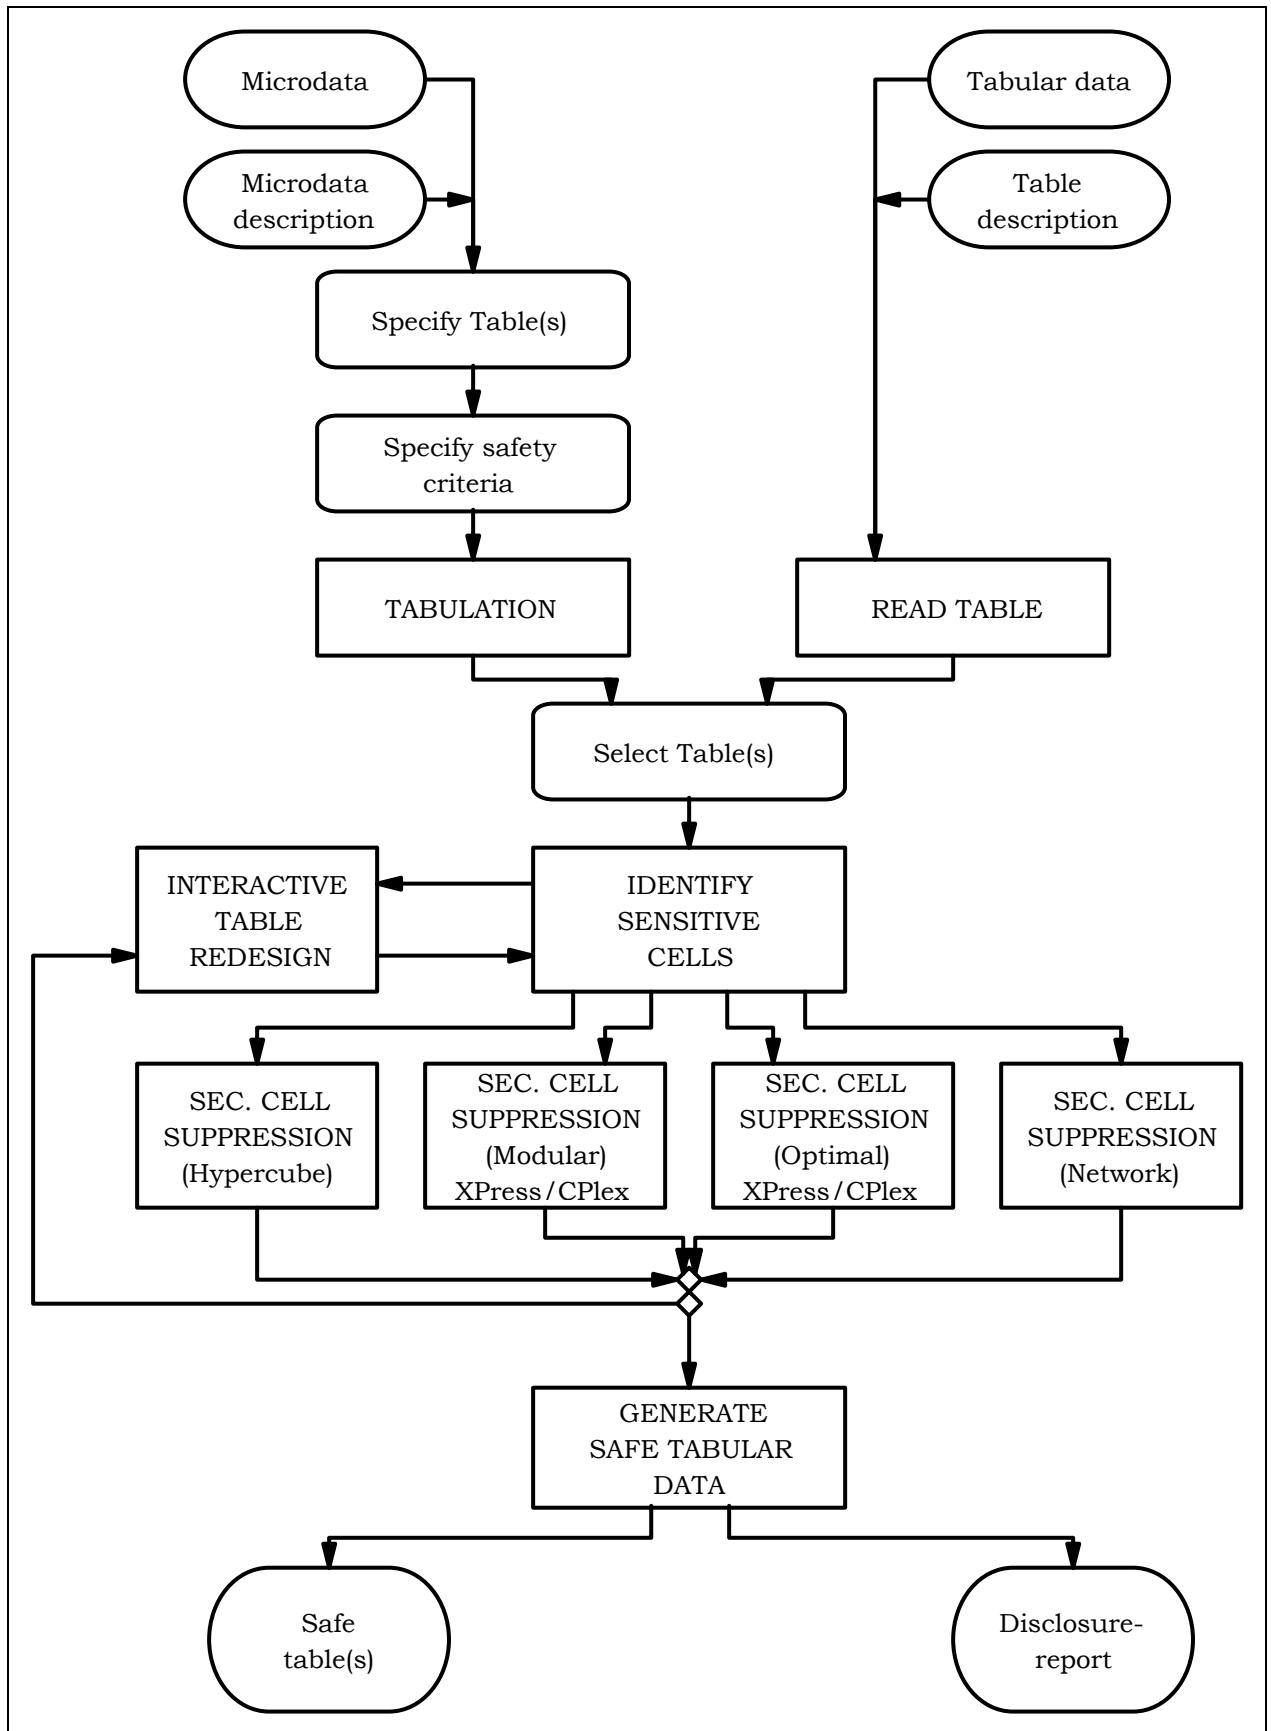 Microdata
Tabular data
Microdata
description
Table
description
Specify Table(s)
Specify safety
criteria
TABULATION
READ TABLE
Select Table(s)
INTERACTIVE
TABLE
REDESIGN
IDENTIFY
SENSITIVE
CELLS
SEC. CELL
SUPPRESSION
(Hypercube)
SEC. CELL
SUPPRESSION
(Modular)
XPress/CPlex
SEC. CELL
SUPPRESSION
(Optimal)
XPress/CPlex
SEC. CELL
SUPPRESSION
(Network)
GENERATE
SAFE TABULAR
DATA
Safe
table(s)
Disclosure-
report